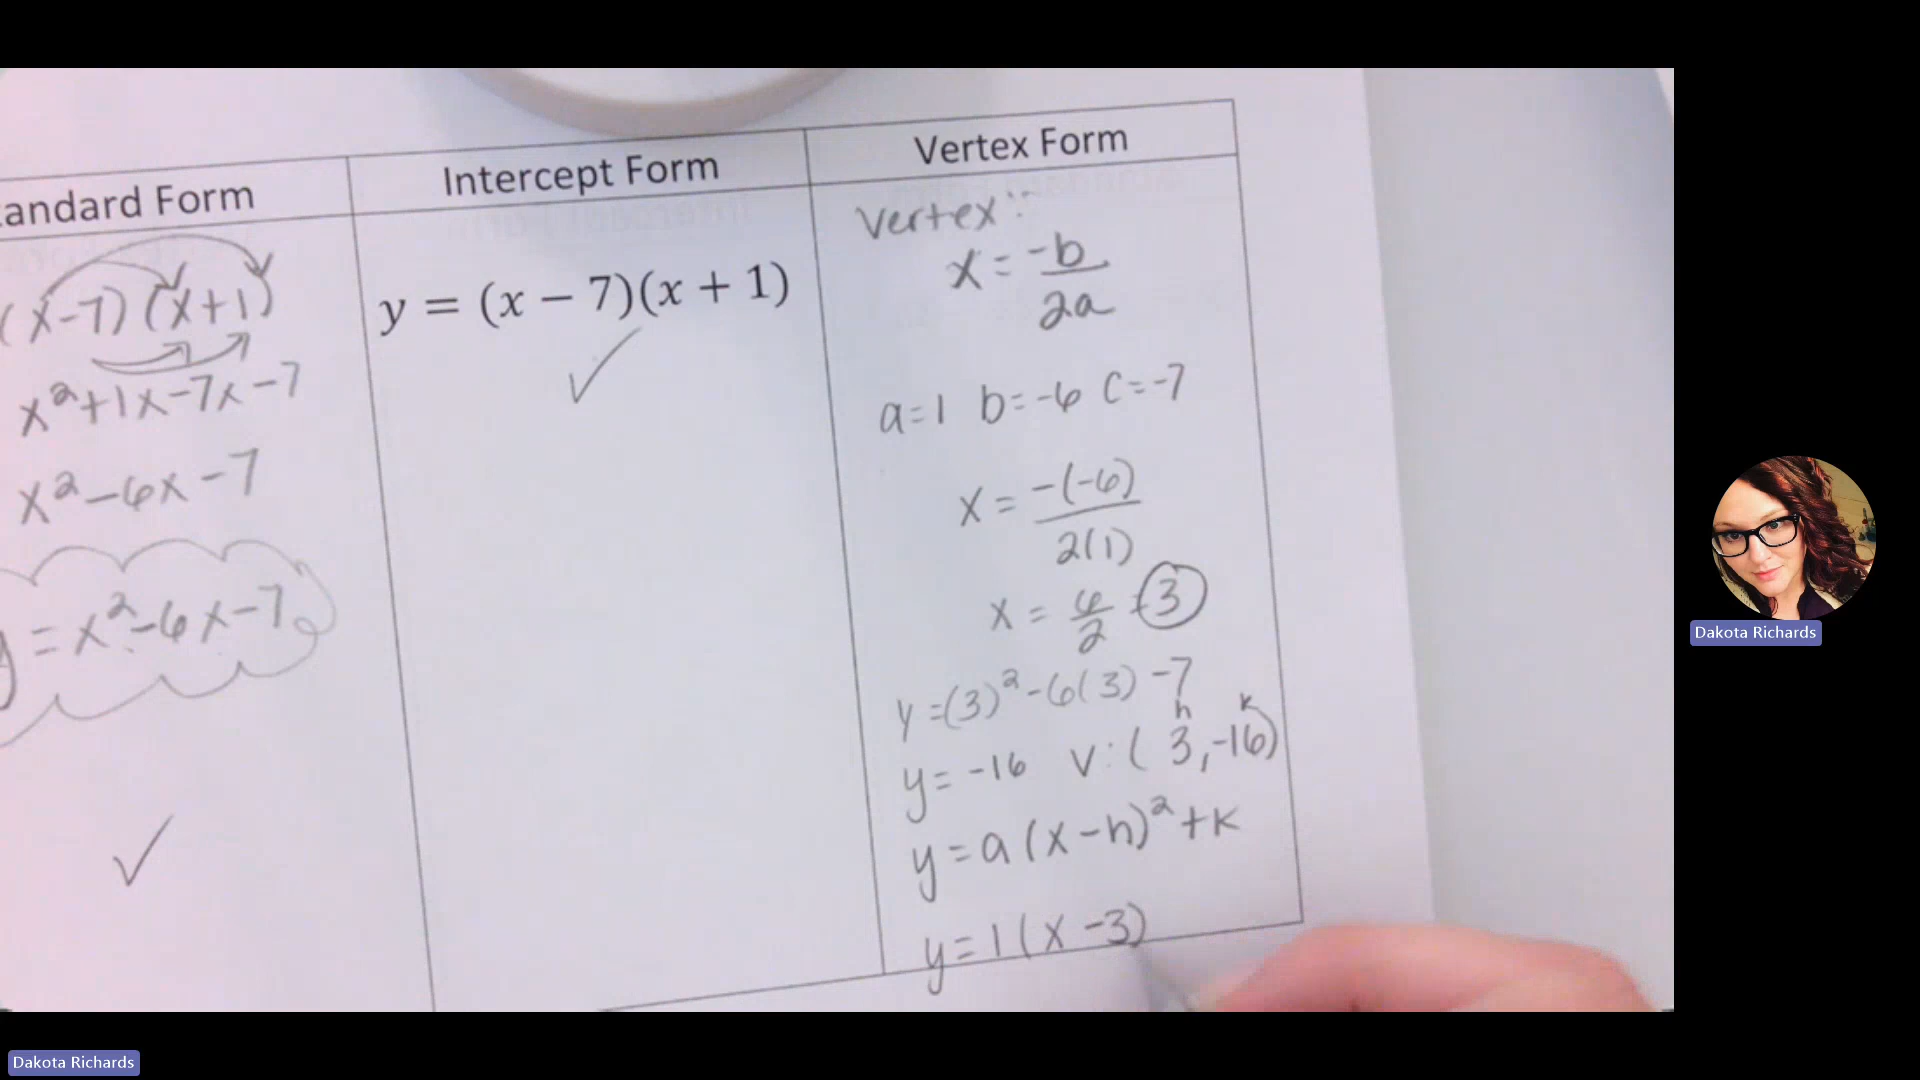 tandard Form
Intercept Form
Vertex Form
(x-7)(x+1)
x²+1x-7x-7
x²-6x-7
y=x²-6x-7
y = (x − 7)(x + 1)
Vertex:
x = -b/2a
a=1 b=-6 c=-7
x = -(-6)/2(1)
x = 6/2 = 3
y=(3)²-6(3)-7
h k
y=-16 V:(3,-16)
y=a(x-h)²+k
y=1(x-3)
Dakota Richards
Dakota Richards